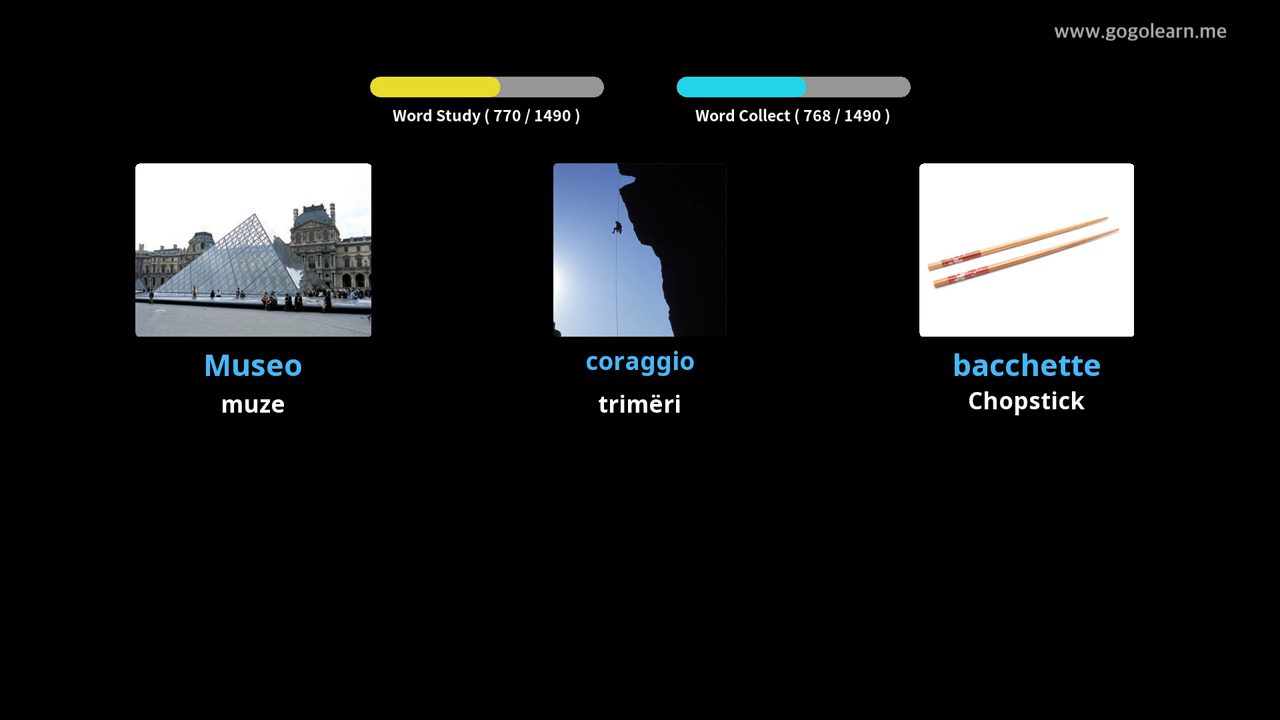 www.gogolearn.me
Word Study ( 770 / 1490 )
Word Collect ( 768 / 1490 )
Museo
muze
coraggio
trimëri
bacchette
Chopstick